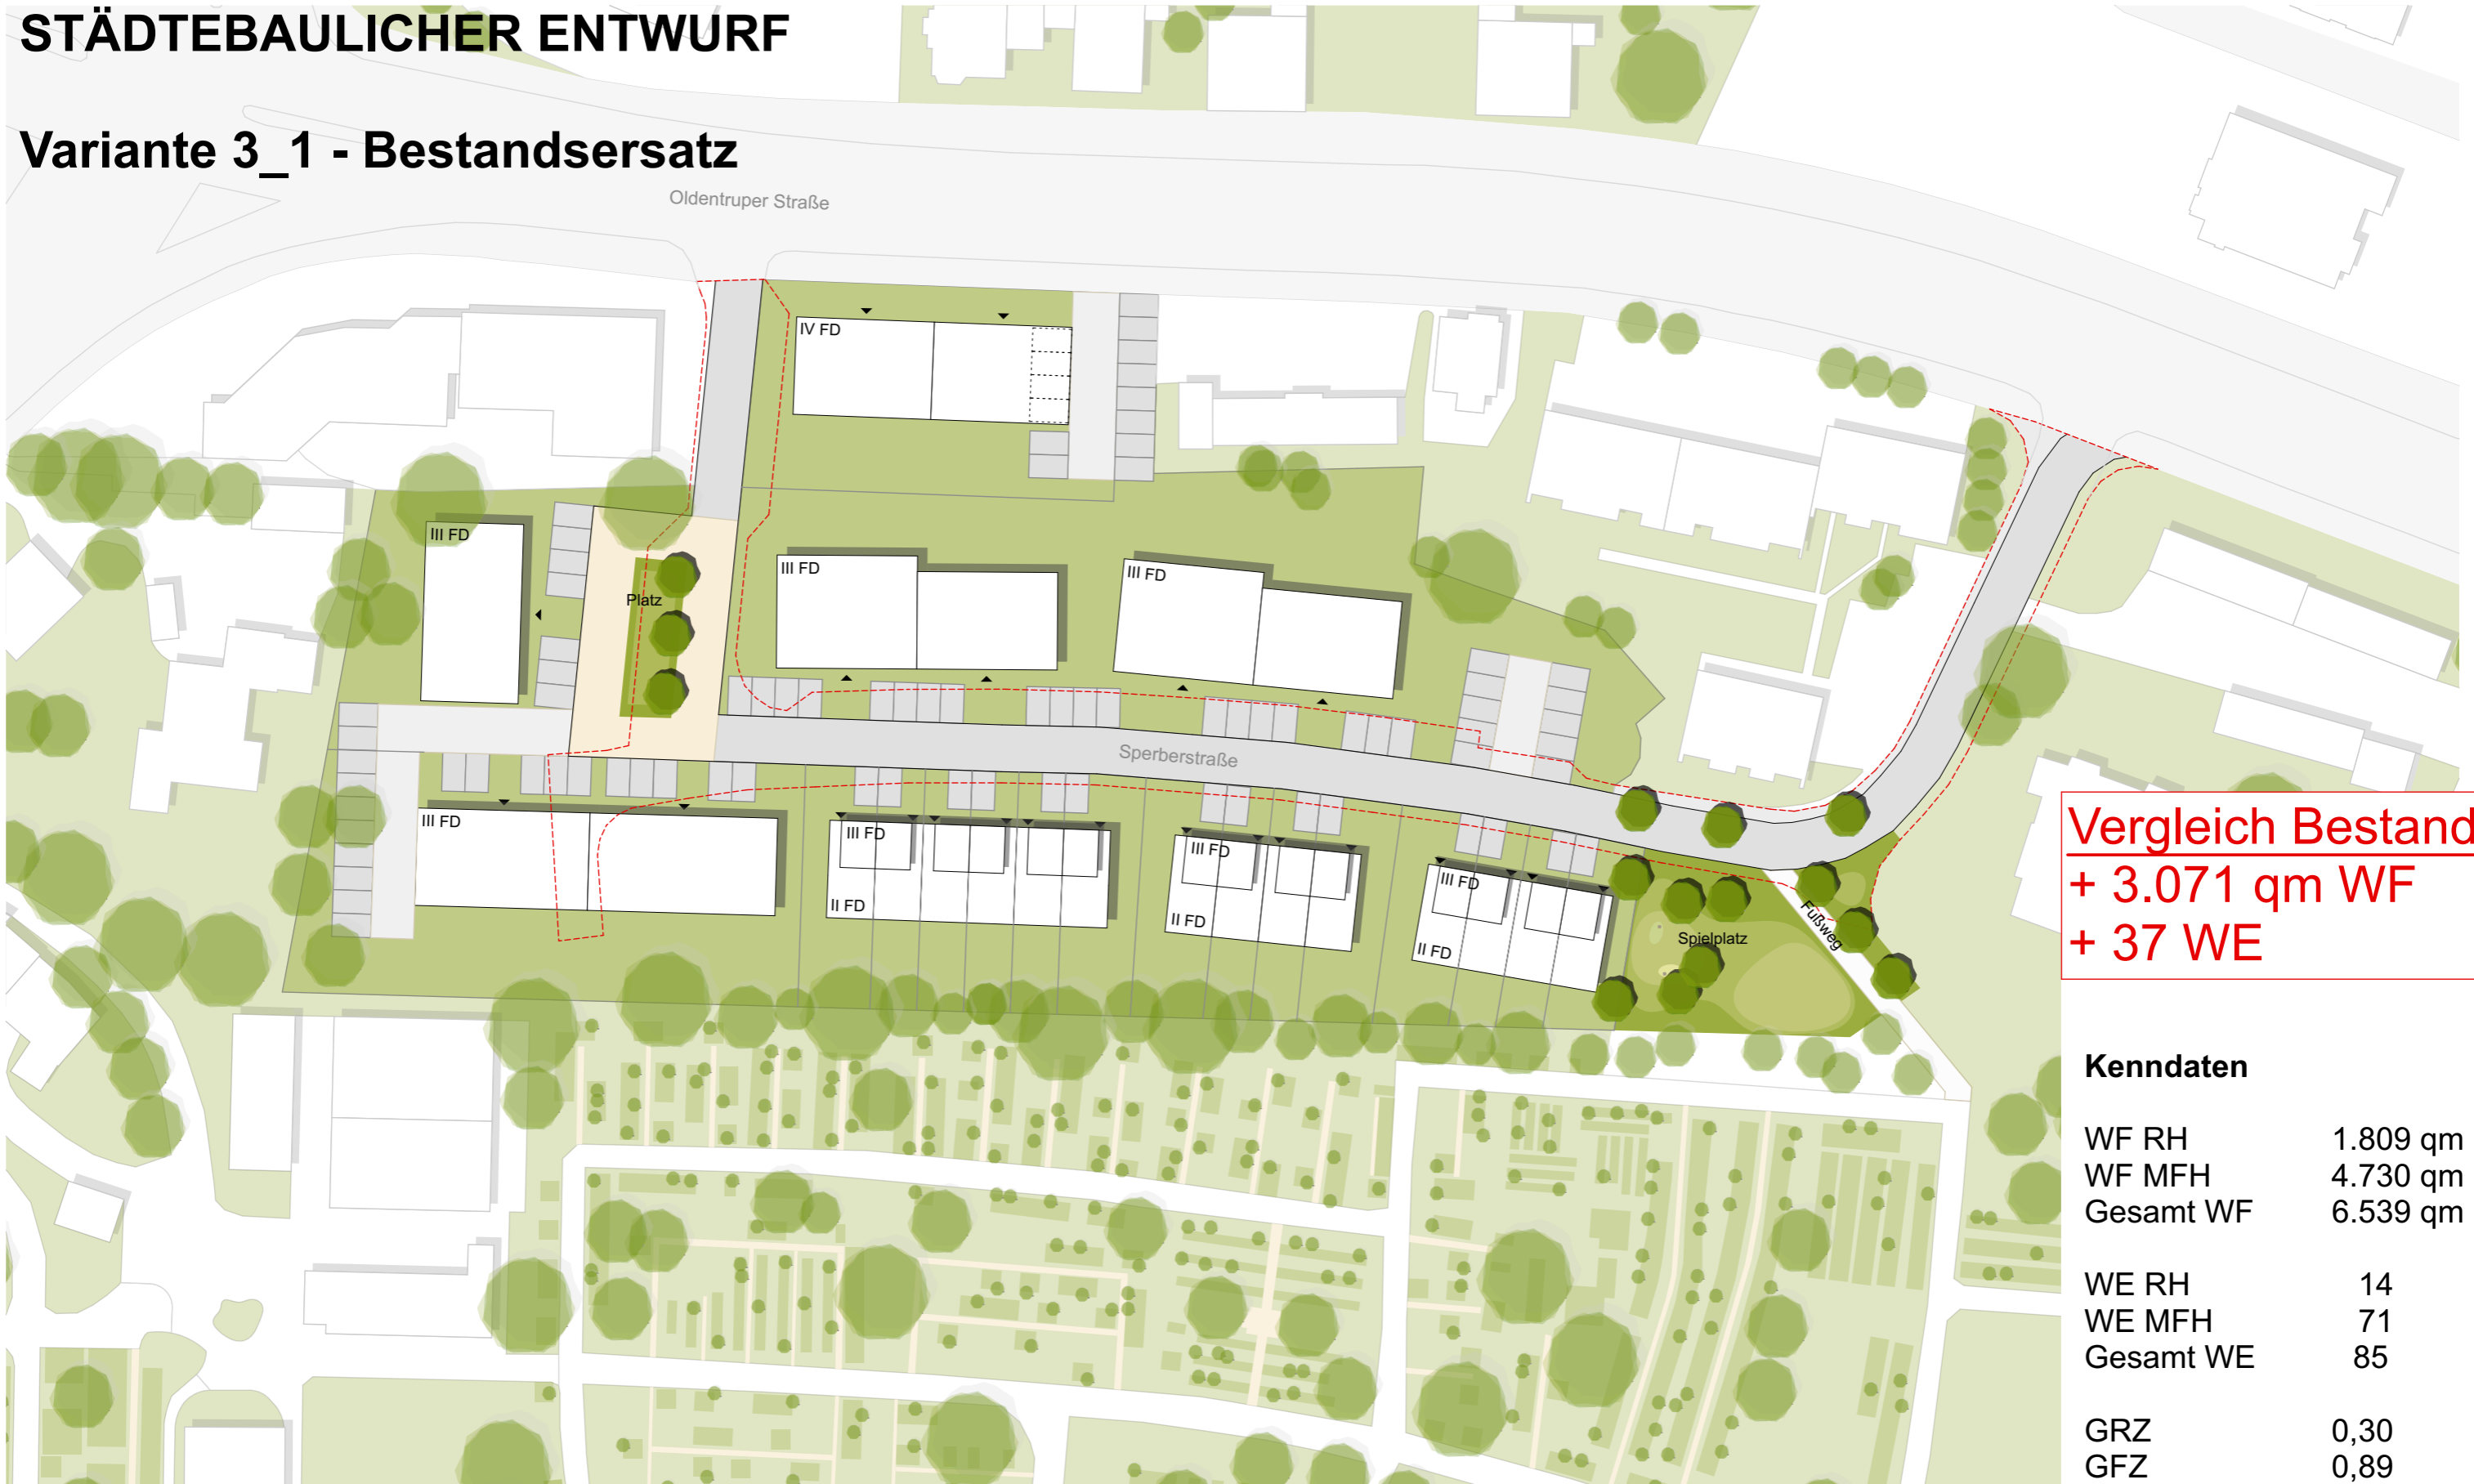 STÄDTEBAULICHER ENTWURF
Variante 3_1 - Bestandsersatz
Oldentruper Straße
IV FD
III FD
Platz
III FD
III FD
Sperberstraße
III FD
III FD
II FD
III FD
II FD
III FD
II FD
Spielplatz
Fußweg
Vergleich Bestand
+ 3.071 qm WF
+ 37 WE
Kenndaten
WF RH 1.809 qm
WF MFH 4.730 qm
Gesamt WF 6.539 qm
WE RH 14
WE MFH 71
Gesamt WE 85
GRZ 0,30
GFZ 0,89